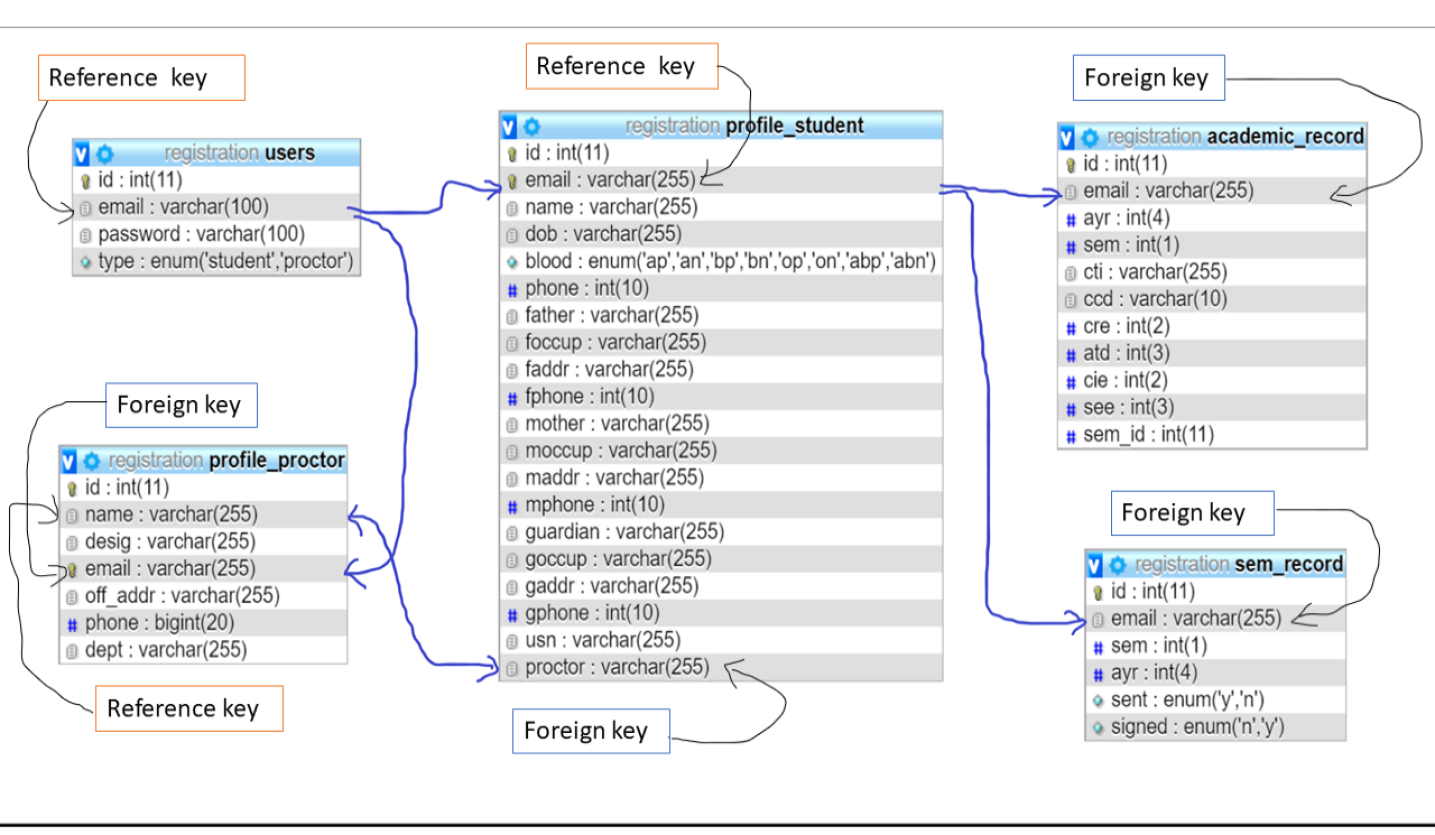 Reference key
registration users
id : int(11)
email : varchar(100)
password : varchar(100)
type : enum('student','proctor')
Foreign key
registration profile_proctor
id : int(11)
name : varchar(255)
desig : varchar(255)
email : varchar(255)
off_addr : varchar(255)
phone : bigint(20)
dept : varchar(255)
Reference key
Reference key
registration profile_student
id : int(11)
email : varchar(255)
name : varchar(255)
dob : varchar(255)
blood : enum('ap','an','bp','bn','op','on','abp','abn')
phone : int(10)
father : varchar(255)
foccup : varchar(255)
faddr : varchar(255)
fphone : int(10)
mother : varchar(255)
moccup : varchar(255)
maddr : varchar(255)
mphone : int(10)
guardian : varchar(255)
goccup : varchar(255)
gaddr : varchar(255)
gphone : int(10)
usn : varchar(255)
proctor : varchar(255)
Foreign key
Foreign key
registration academic_record
id : int(11)
email : varchar(255)
ayr : int(4)
sem : int(1)
cti : varchar(255)
ccd : varchar(10)
cre : int(2)
atd : int(3)
cie : int(2)
see : int(3)
sem_id : int(11)
Foreign key
registration sem_record
id : int(11)
email : varchar(255)
sem : int(1)
ayr : int(4)
sent : enum('y','n')
signed : enum('n','y')